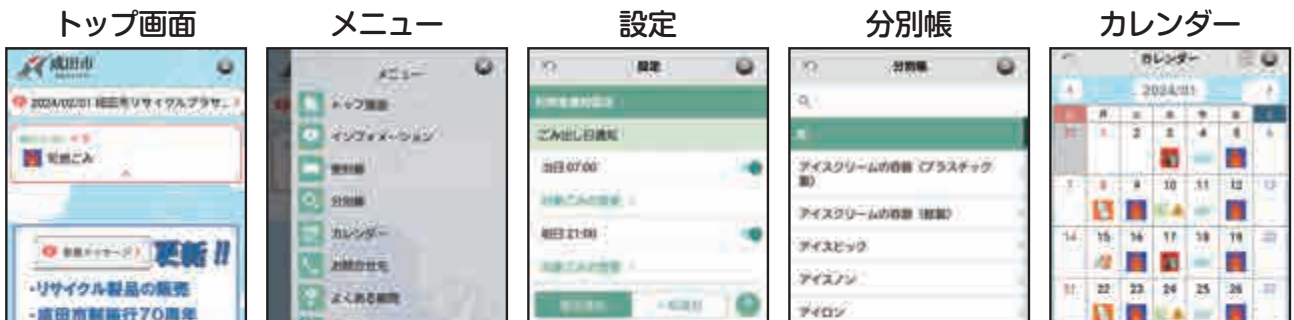 トップ画面
メニュー
設定
分別帳
カレンダー
成田市
2024/02/01 成田市リサイクルプラザ..
可燃ごみ
更新!!
・リサイクル製品の販売
・成田市制施行70周年
メニュー
トップ画面
インフォメーション
分別帳
カレンダー
お問合せ先
よくある質問
設定
ごみ出し日通知
当日 07:00
前日 21:00
分別帳
アイスクリームの容器（プラスチック製）
アイスクリームの容器（紙製）
アイスピック
アイスノン
アイロン
カレンダー
2024/01
1 2 3 4 5 6
7 8 9 10 11 12 13
14 15 16 17 18 19 20
21 22 23 24 25 26 27